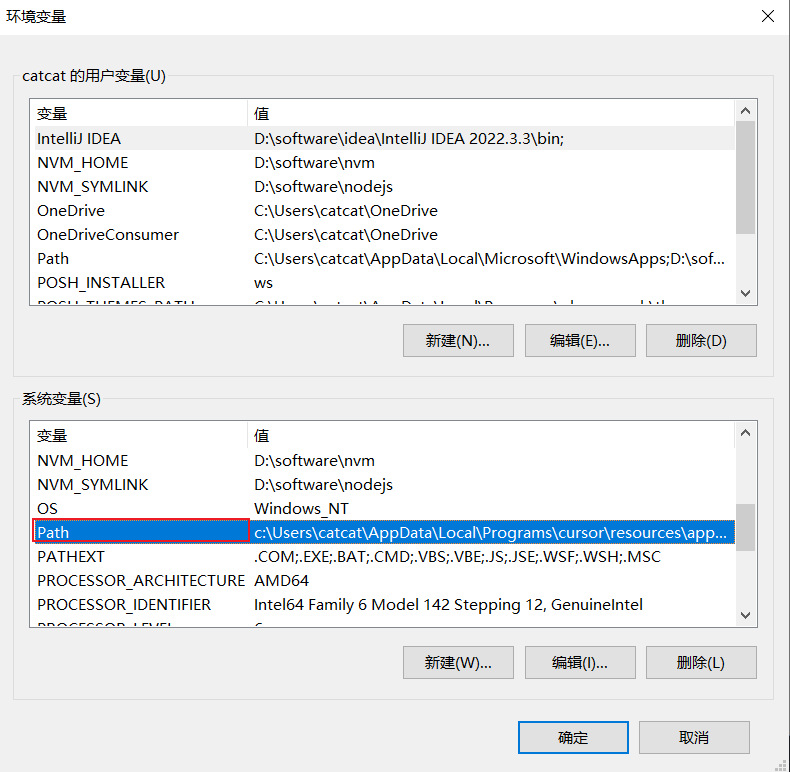 环境变量
catcat 的用户变量(U)
变量 值
IntelliJ IDEA D:\software\idea\IntelliJ IDEA 2022.3.3\bin;
NVM_HOME D:\software\nvm
NVM_SYMLINK D:\software\nodejs
OneDrive C:\Users\catcat\OneDrive
OneDriveConsumer C:\Users\catcat\OneDrive
Path C:\Users\catcat\AppData\Local\Microsoft\WindowsApps;D:\sof...
POSH_INSTALLER ws
新建(N)... 编辑(E)... 删除(D)
系统变量(S)
变量 值
NVM_HOME D:\software\nvm
NVM_SYMLINK D:\software\nodejs
OS Windows_NT
Path c:\Users\catcat\AppData\Local\Programs\cursor\resources\app...
PATHEXT .COM;.EXE;.BAT;.CMD;.VBS;.VBE;.JS;.JSE;.WSF;.WSH;.MSC
PROCESSOR_ARCHITECTURE AMD64
PROCESSOR_IDENTIFIER Intel64 Family 6 Model 142 Stepping 12, GenuineIntel
新建(W)... 编辑(I)... 删除(L)
确定 取消